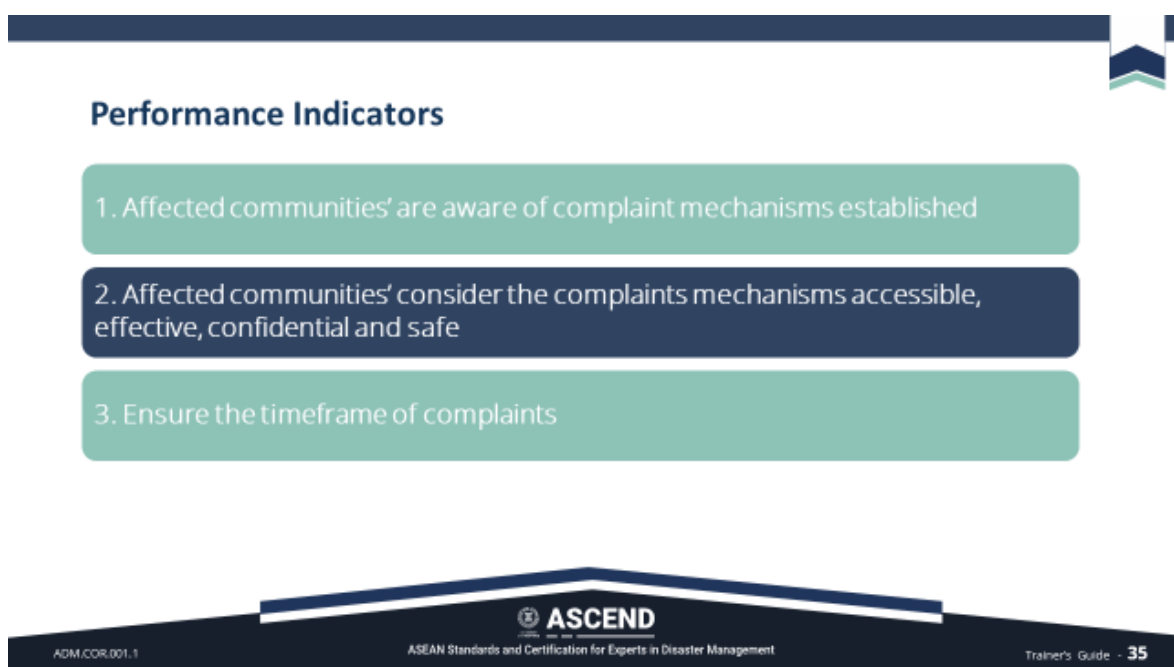 Performance Indicators
1. Affected communities’ are aware of complaint mechanisms established
2. Affected communities’ consider the complaints mechanisms accessible,
effective, confidential and safe
3. Ensure the timeframe of complaints
ASCEND
ASEAN Standards and Certification for Experts in Disaster Management
ADM.COR.001.1
Trainer's Guide - 35